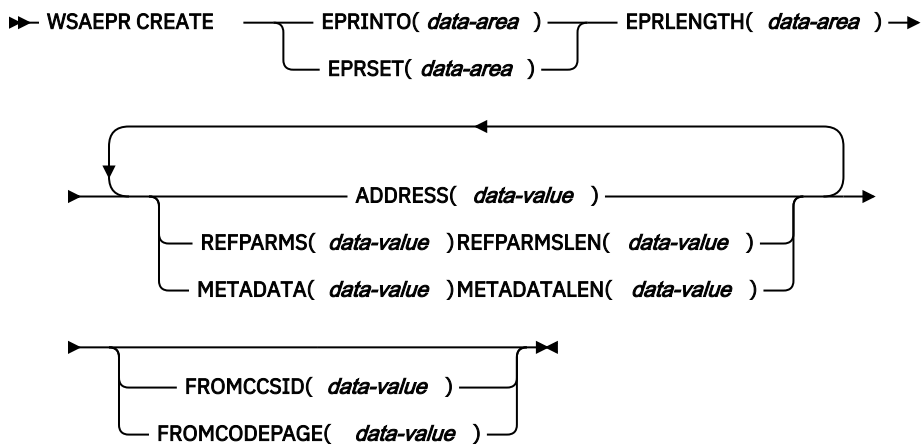 WSAEPR CREATE EPRINTO( data-area ) EPRLENGTH( data-area )
EPRSET( data-area )
ADDRESS( data-value )
REFPARMS( data-value )REFPARMSLEN( data-value )
METADATA( data-value )METADATALEN( data-value )
FROMCCSID( data-value )
FROMCODEPAGE( data-value )